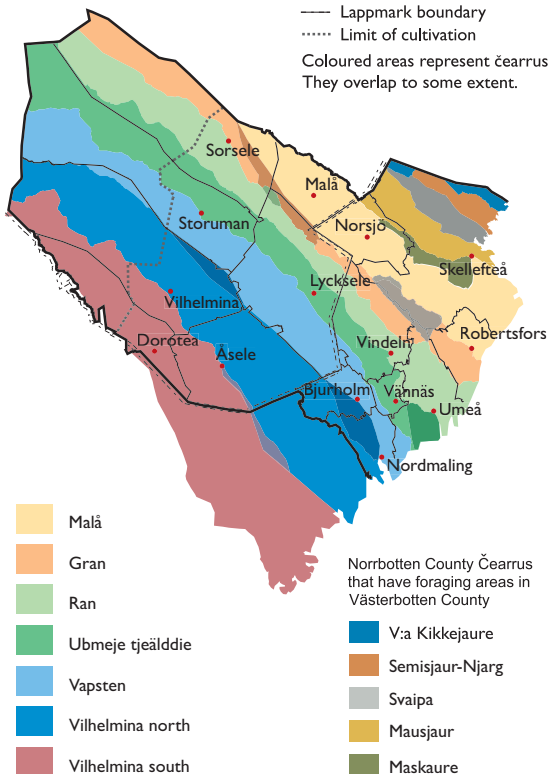 Lappmark boundary
Limit of cultivation
Coloured areas represent čearrus
They overlap to some extent.
Sorsele
Malå
Norsjö
Storuman
Skellefteå
Lycksele
Vilhelmina
Robertsfors
Vindeln
Dorotea
Åsele
Bjurholm
Vännäs
Umeå
Nordmaling
Malå
Gran
Ran
Ubmeje tjeälddie
Vapsten
Vilhelmina north
Vilhelmina south
Norrbotten County Čearrus
that have foraging areas in
Västerbotten County
V:a Kikkejaure
Semisjaur-Njarg
Svaipa
Mausjaur
Maskaure